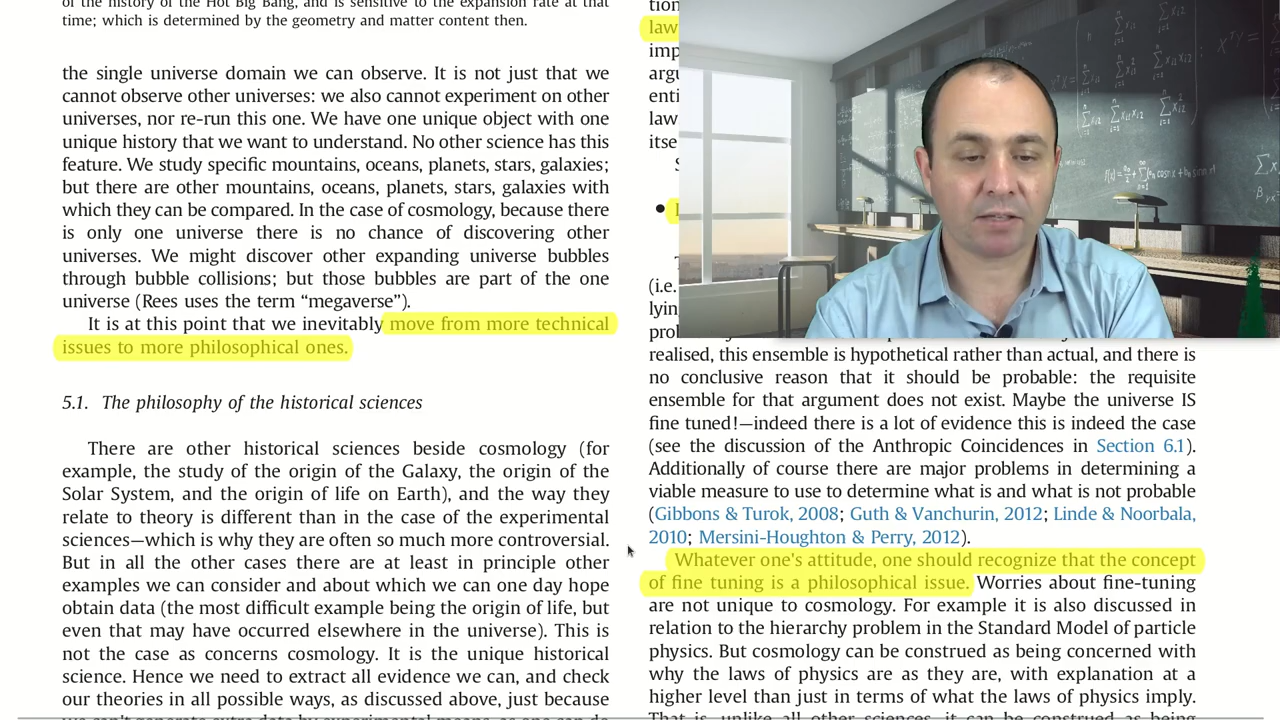 of the history of the Hot Big Bang, and is sensitive to the expansion rate at that
time; which is determined by the geometry and matter content then.
the single universe domain we can observe. It is not just that we
cannot observe other universes: we also cannot experiment on other
universes, nor re-run this one. We have one unique object with one
unique history that we want to understand. No other science has this
feature. We study specific mountains, oceans, planets, stars, galaxies;
but there are other mountains, oceans, planets, stars, galaxies with
which they can be compared. In the case of cosmology, because there
is only one universe there is no chance of discovering other
universes. We might discover other expanding universe bubbles
through bubble collisions; but those bubbles are part of the one
universe (Rees uses the term “megaverse”).
It is at this point that we inevitably move from more technical
issues to more philosophical ones.
5.1. The philosophy of the historical sciences
There are other historical sciences beside cosmology (for
example, the study of the origin of the Galaxy, the origin of the
Solar System, and the origin of life on Earth), and the way they
relate to theory is different than in the case of the experimental
sciences—which is why they are often so much more controversial.
But in all the other cases there are at least in principle other
examples we can consider and about which we can one day hope
obtain data (the most difficult example being the origin of life, but
even that may have occurred elsewhere in the universe). This is
not the case as concerns cosmology. It is the unique historical
science. Hence we need to extract all evidence we can, and check
our theories in all possible ways, as discussed above, just because
tion
law
imp
argu
enti
law
itse
S
(i.e.
lyin
prob
realised, this ensemble is hypothetical rather than actual, and there is
no conclusive reason that it should be probable: the requisite
ensemble for that argument does not exist. Maybe the universe IS
fine tuned!—indeed there is a lot of evidence this is indeed the case
(see the discussion of the Anthropic Coincidences in Section 6.1).
Additionally of course there are major problems in determining a
viable measure to use to determine what is and what is not probable
(Gibbons & Turok, 2008; Guth & Vanchurin, 2012; Linde & Noorbala,
2010; Mersini-Houghton & Perry, 2012).
Whatever one's attitude, one should recognize that the concept
of fine tuning is a philosophical issue. Worries about fine-tuning
are not unique to cosmology. For example it is also discussed in
relation to the hierarchy problem in the Standard Model of particle
physics. But cosmology can be construed as being concerned with
why the laws of physics are as they are, with explanation at a
higher level than just in terms of what the laws of physics imply.
That is, unlike all other sciences, it can be construed as being